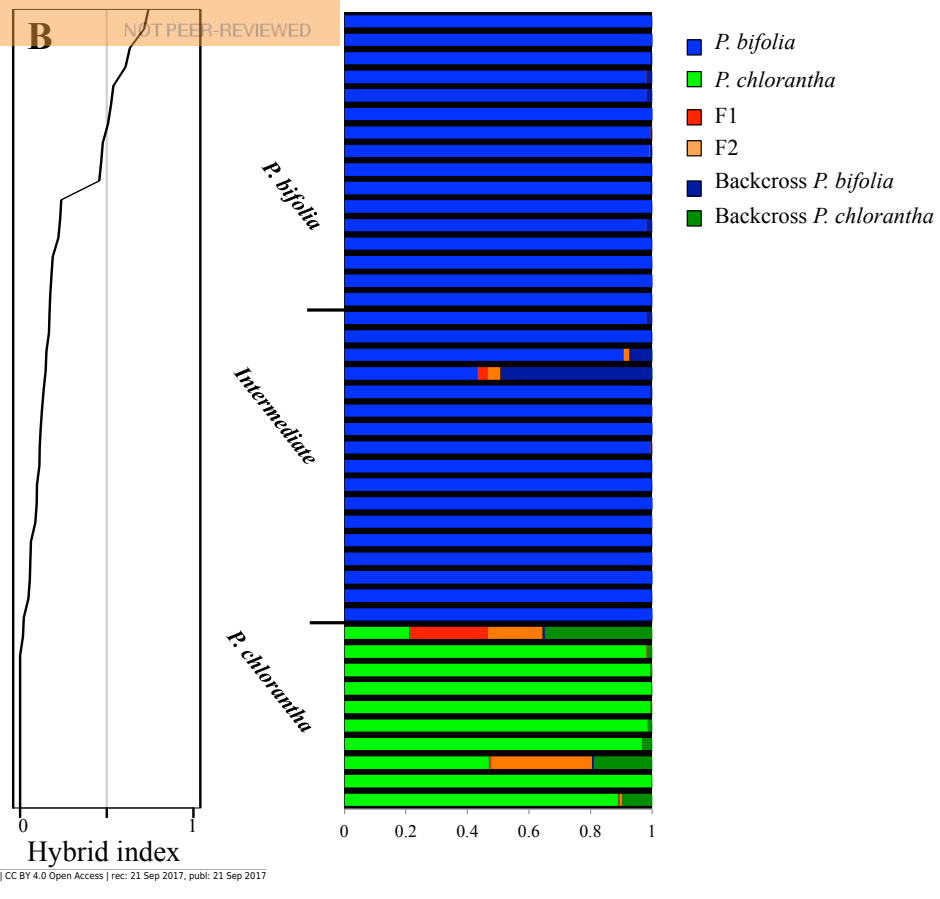 B
NOT PEER-REVIEWED
P. bifolia
P. chlorantha
F1
F2
Backcross P. bifolia
Backcross P. chlorantha
P. bifolia
Intermediate
P. chlorantha
0 1
Hybrid index
0 0.2 0.4 0.6 0.8 1
| CC BY 4.0 Open Access | rec: 21 Sep 2017, publ: 21 Sep 2017